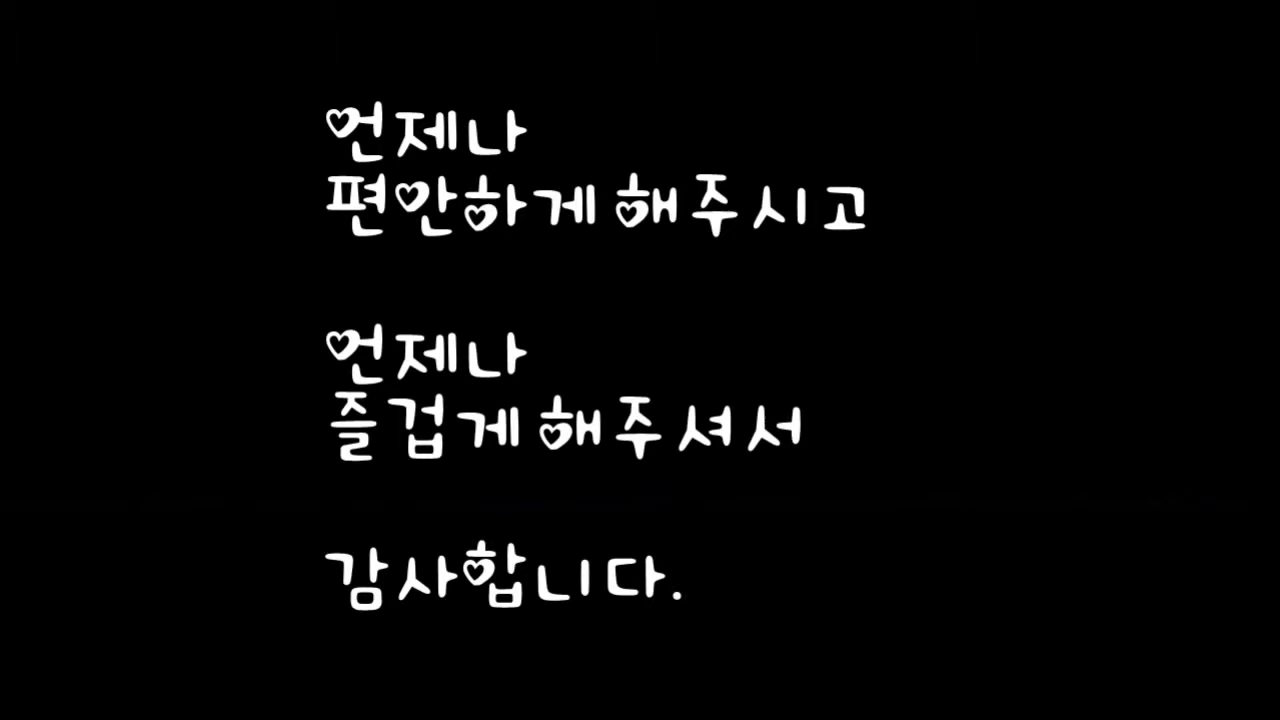 언제나
편안하게 해주시고
언제나
즐겁게 해주셔서
감사합니다.